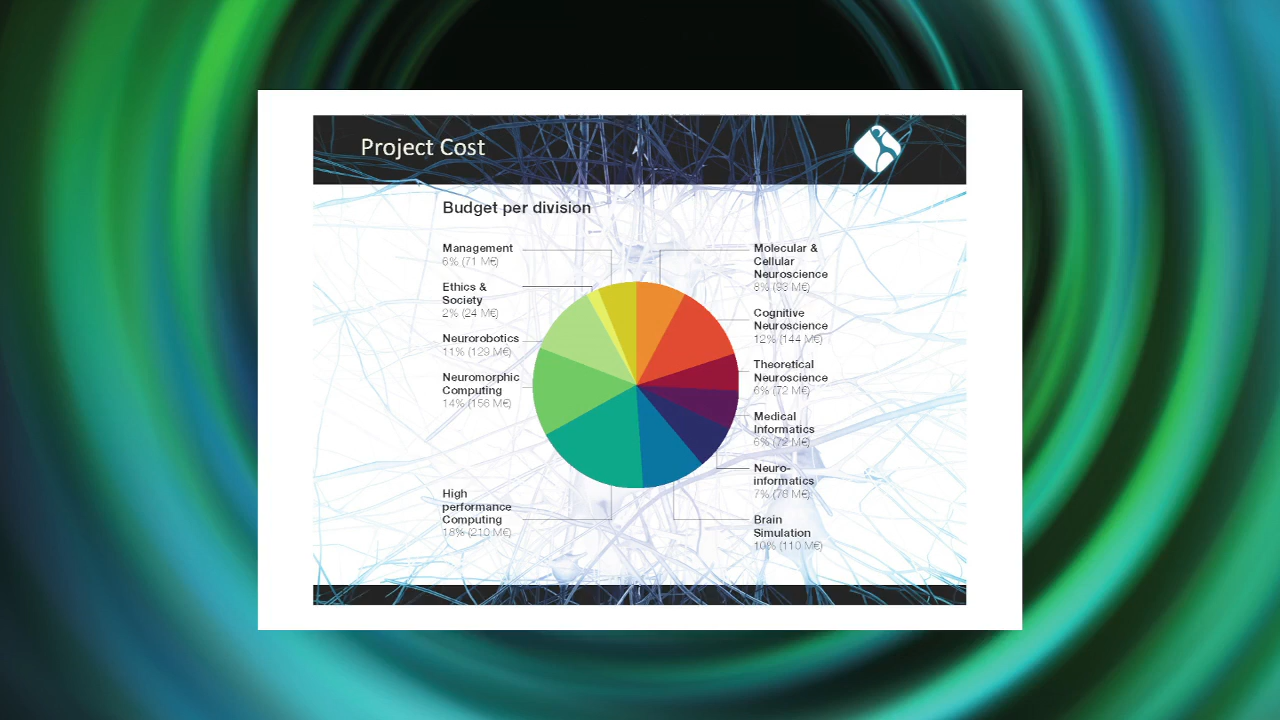 Project Cost
Budget per division
Management
6% (71 M€)
Ethics &
Society
2% (24 M€)
Neurorobotics
11% (129 M€)
Neuromorphic
Computing
14% (156 M€)
High
performance
Computing
18% (210 M€)
Molecular &
Cellular
Neuroscience
8% (93 M€)
Cognitive
Neuroscience
12% (144 M€)
Theoretical
Neuroscience
6% (72 M€)
Medical
Informatics
6% (72 M€)
Neuro-
informatics
7% (78 M€)
Brain
Simulation
10% (110 M€)